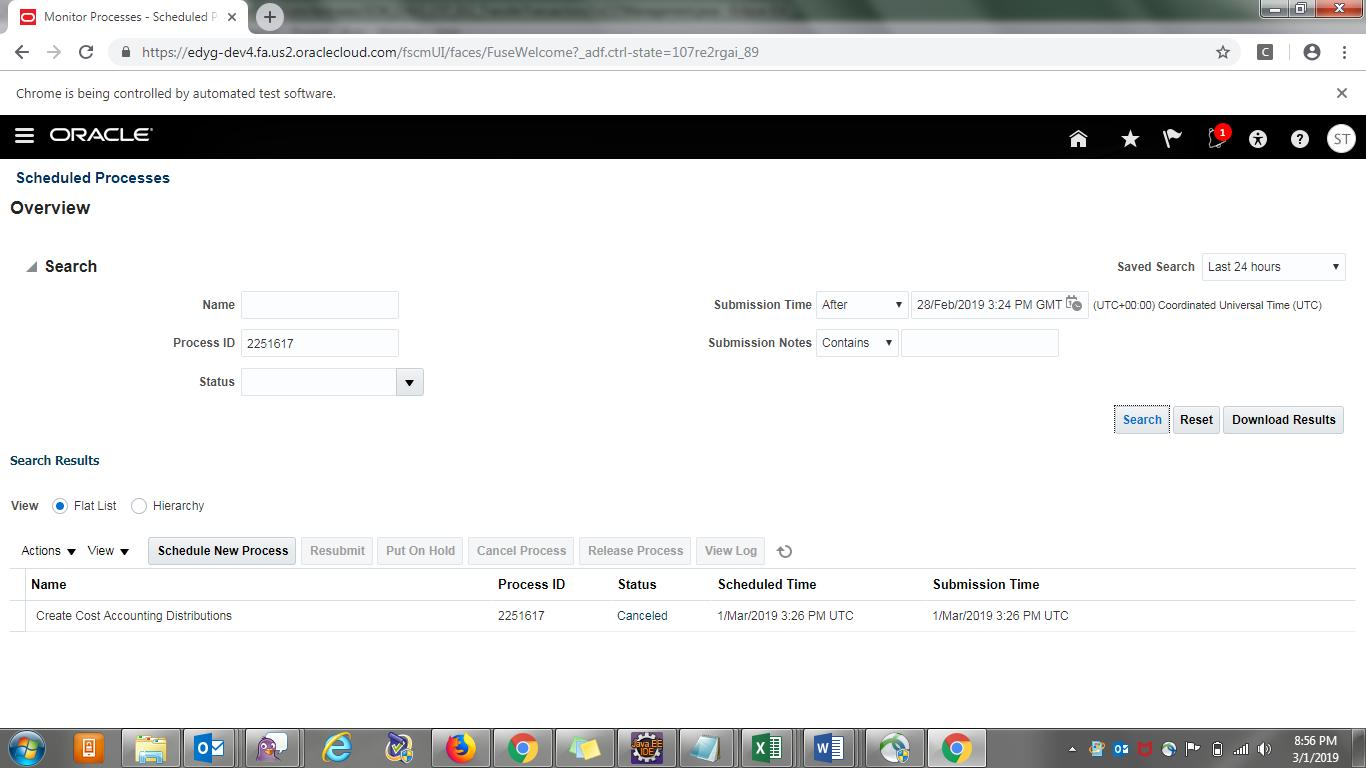 Monitor Processes - Scheduled P
https://edyg-dev4.fa.us2.oraclecloud.com/fscmUI/faces/FuseWelcome?_adf.ctrl-state=107re2rgai_89
C
Chrome is being controlled by automated test software.
ORACLE
1
ST
Scheduled Processes
Overview
Search
Saved Search Last 24 hours
Name
Submission Time After 28/Feb/2019 3:24 PM GMT (UTC+00:00) Coordinated Universal Time (UTC)
Process ID 2251617
Submission Notes Contains
Status
Search Reset Download Results
Search Results
View Flat List Hierarchy
Actions View Schedule New Process Resubmit Put On Hold Cancel Process Release Process View Log
Name Process ID Status Scheduled Time Submission Time
Create Cost Accounting Distributions 2251617 Canceled 1/Mar/2019 3:26 PM UTC 1/Mar/2019 3:26 PM UTC
Java EE
IDE
8:56 PM
3/1/2019